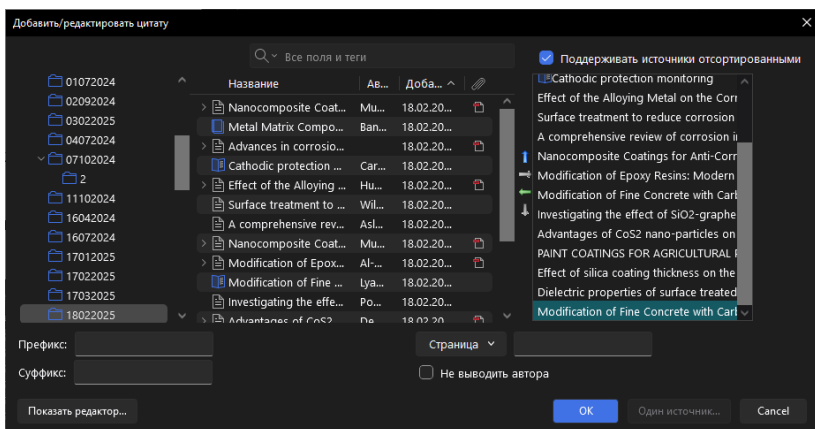 Добавить/редактировать цитату
Все поля и теги
Поддерживать источники отсортированными
01072024
02092024
03022025
04072024
07102024
2
11102024
16042024
16072024
17012025
17022025
17032025
18022025
Название Ав... Доба...
Nanocomposite Coat... Mu... 18.02.20...
Metal Matrix Compo... Ban... 18.02.20...
Advances in corrosio... 18.02.20...
Cathodic protection ... Car... 18.02.20...
Effect of the Alloying ... Hu... 18.02.20...
Surface treatment to ... Wil... 18.02.20...
A comprehensive rev... Asl... 18.02.20...
Nanocomposite Coat... Mu... 18.02.20...
Modification of Epox... Al-... 18.02.20...
Modification of Fine ... Lya... 18.02.20...
Investigating the effe... Po... 18.02.20...
Advantages of CoS2 De 18.02.20
Cathodic protection monitoring
Effect of the Alloying Metal on the Corr
Surface treatment to reduce corrosion
A comprehensive review of corrosion i
Nanocomposite Coatings for Anti-Corr
Modification of Epoxy Resins: Modern
Modification of Fine Concrete with Carb
Investigating the effect of SiO2-graphe
Advantages of CoS2 nano-particles on
PAINT COATINGS FOR AGRICULTURAL
Effect of silica coating thickness on the
Dielectric properties of surface treated
Modification of Fine Concrete with Carb
Префикс:
Страница
Суффикс:
Не выводить автора
Показать редактор...
OK
Один источник...
Cancel